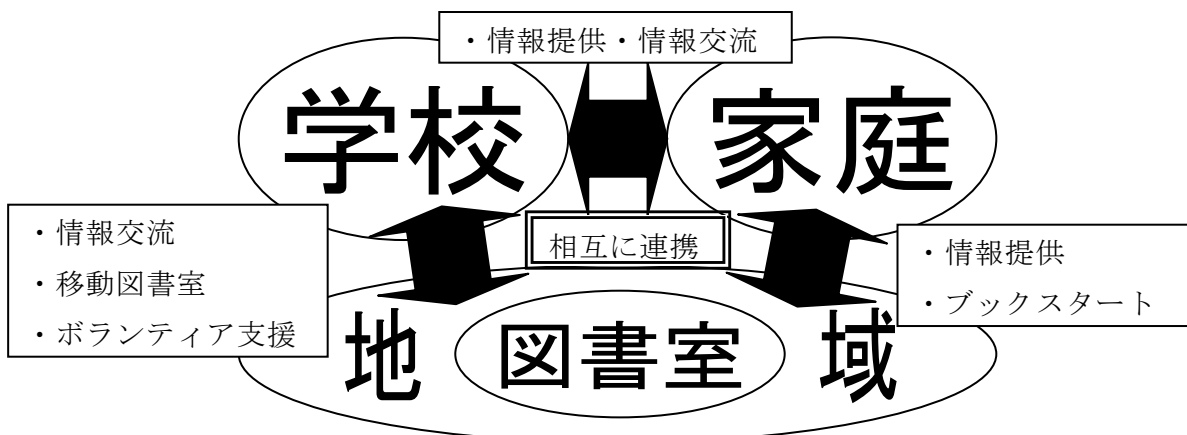 ・情報提供・情報交流
学校
家庭
・情報交流
・移動図書室
・ボランティア支援
相互に連携
・情報提供
・ブックスタート
地域
図書室